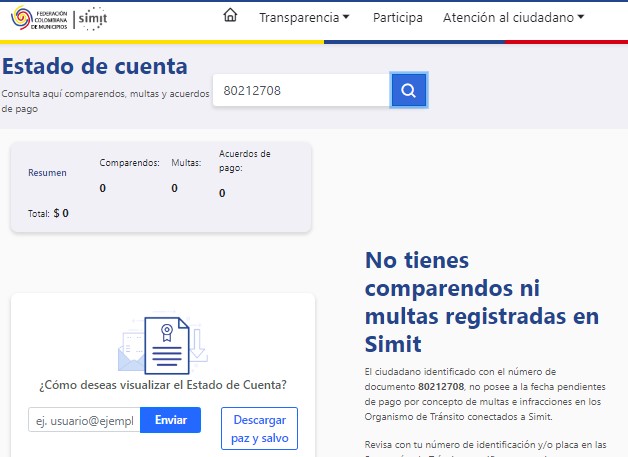 FEDERACIÓN
COLOMBIANA
DE MUNICIPIOS
simit
Transparencia
Participa
Atención al ciudadano
Estado de cuenta
Consulta aquí comparendos, multas y acuerdos
de pago
80212708
Resumen
Comparendos:
0
Multas:
0
Acuerdos de
pago:
0
Total: $ 0
No tienes
comparendos ni
multas registradas en
Simit
El ciudadano identificado con el número de
documento 80212708, no posee a la fecha pendientes
de pago por concepto de multas e infracciones en los
Organismo de Tránsito conectados a Simit.
Revisa con tu número de identificación y/o placa en las
¿Cómo deseas visualizar el Estado de Cuenta?
ej. usuario@ejempl
Enviar
Descargar
paz y salvo